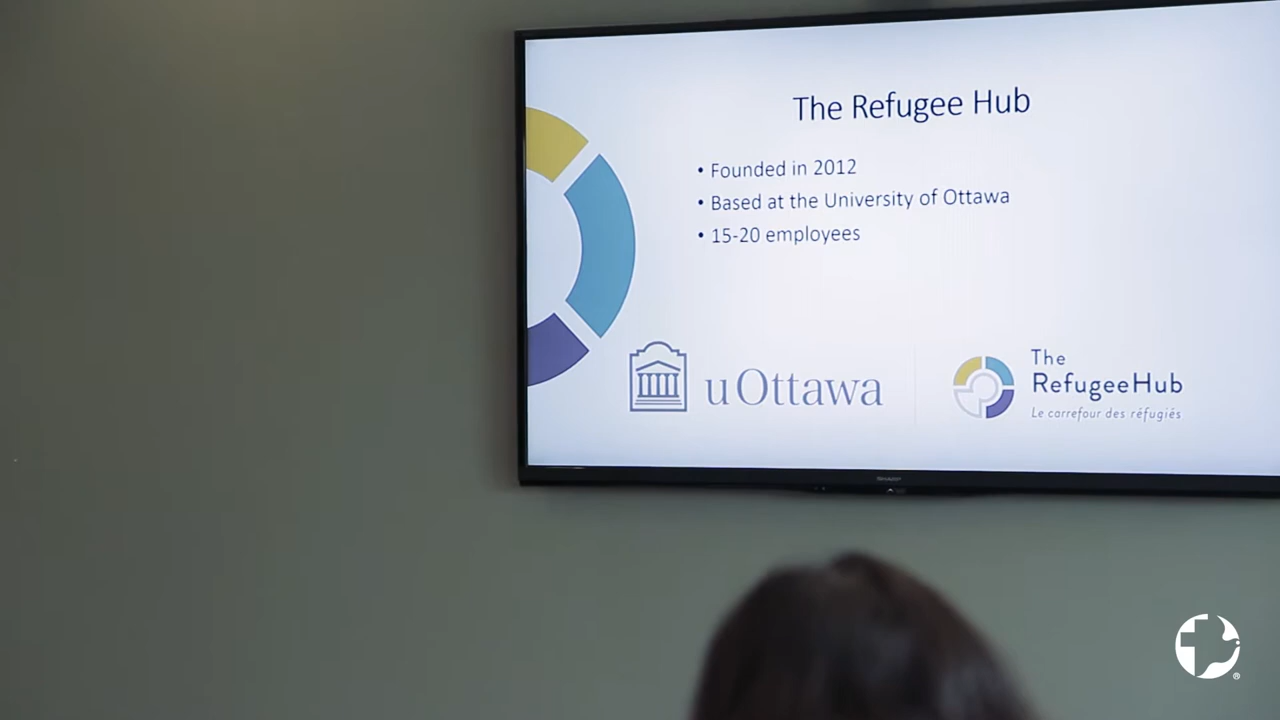 The Refugee Hub
• Founded in 2012
• Based at the University of Ottawa
• 15-20 employees
uOttawa
The
RefugeeHub
Le carrefour des réfugiés
SHARP
®